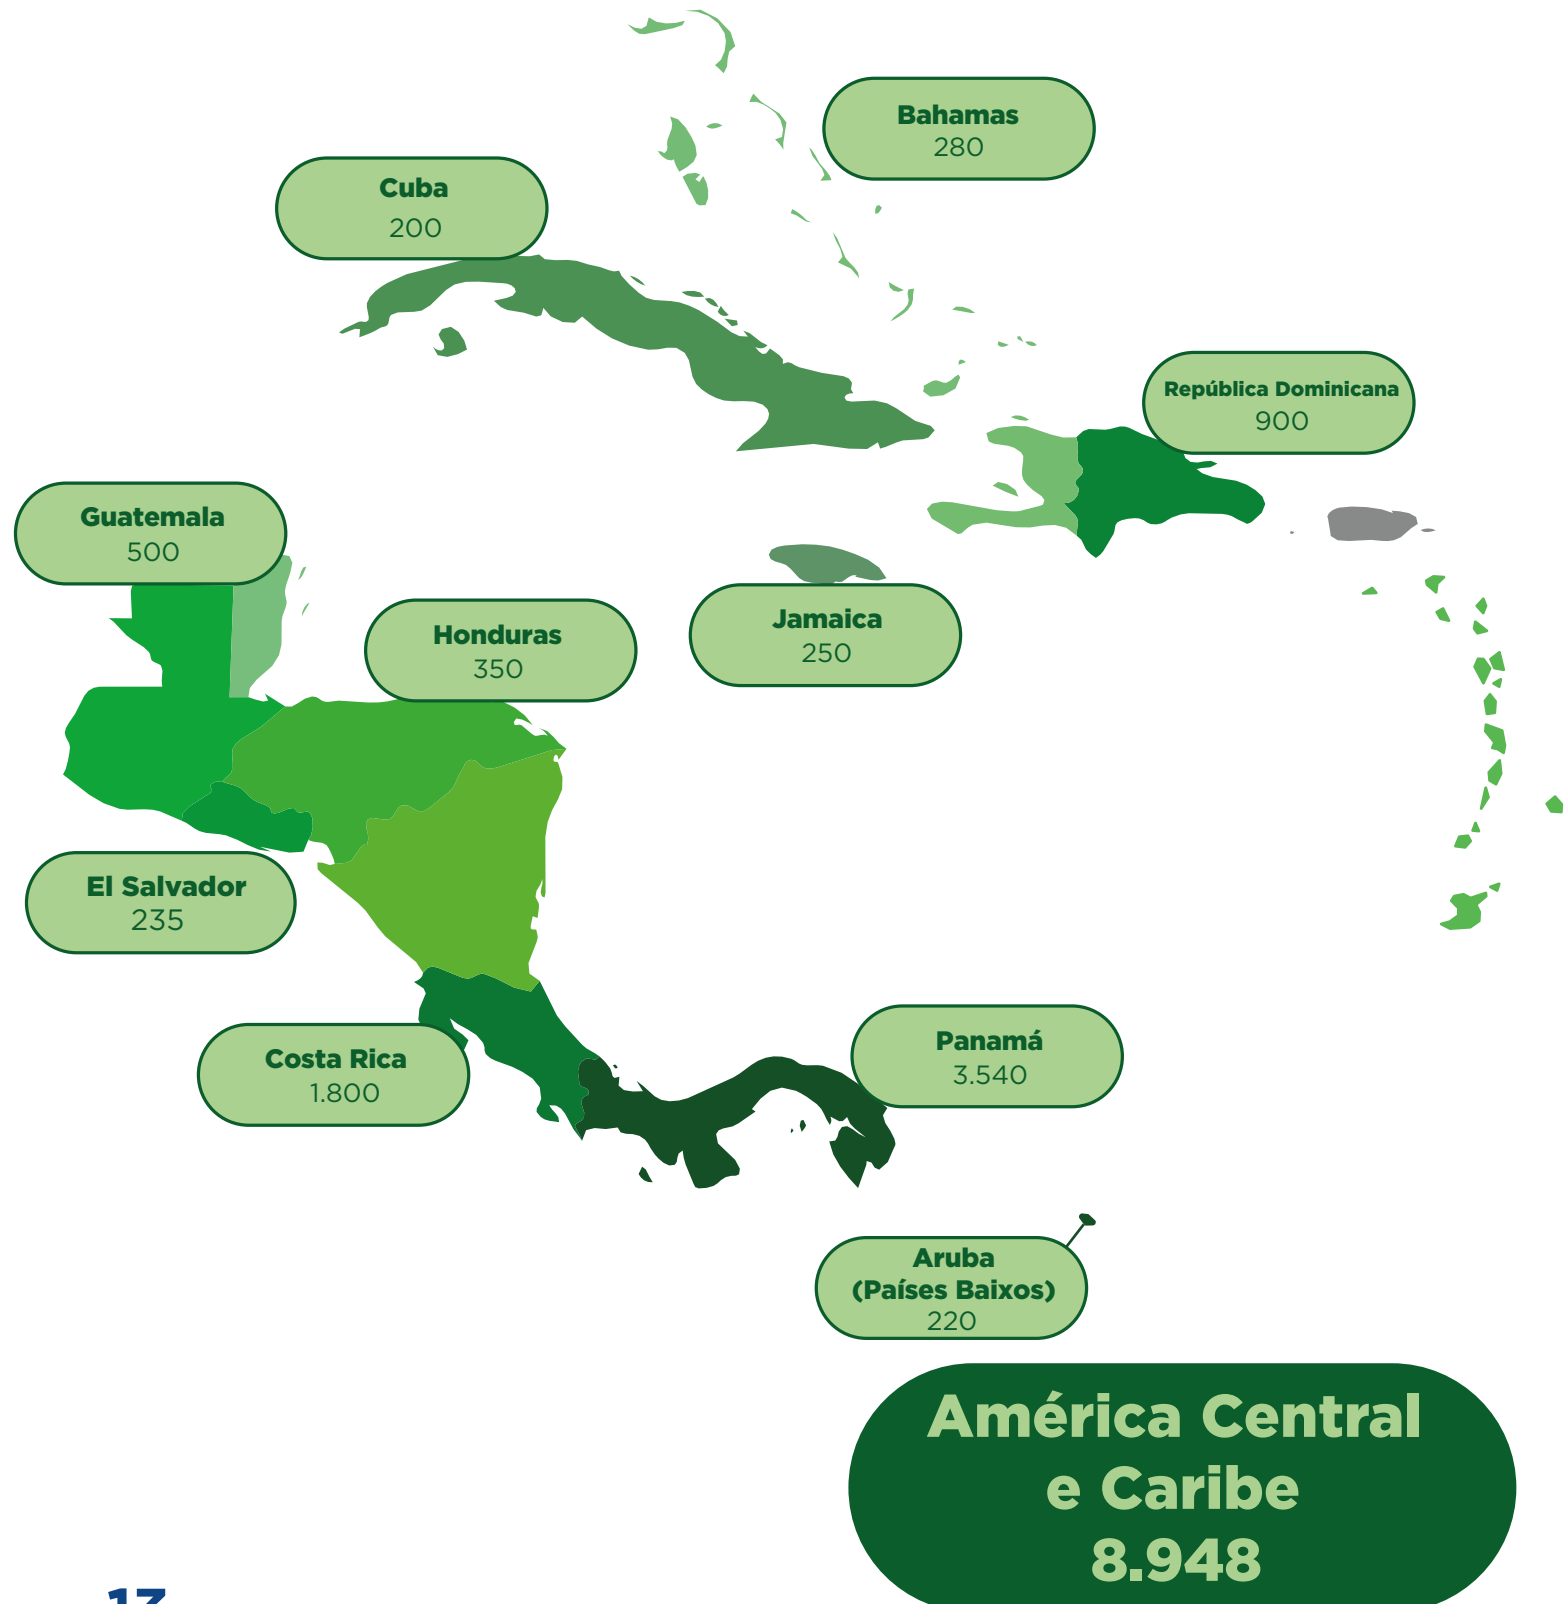 Bahamas
280
Cuba
200
República Dominicana
900
Guatemala
500
Honduras
350
Jamaica
250
El Salvador
235
Costa Rica
1.800
Panamá
3.540
Aruba
(Países Baixos)
220
América Central
e Caribe
8.948
13